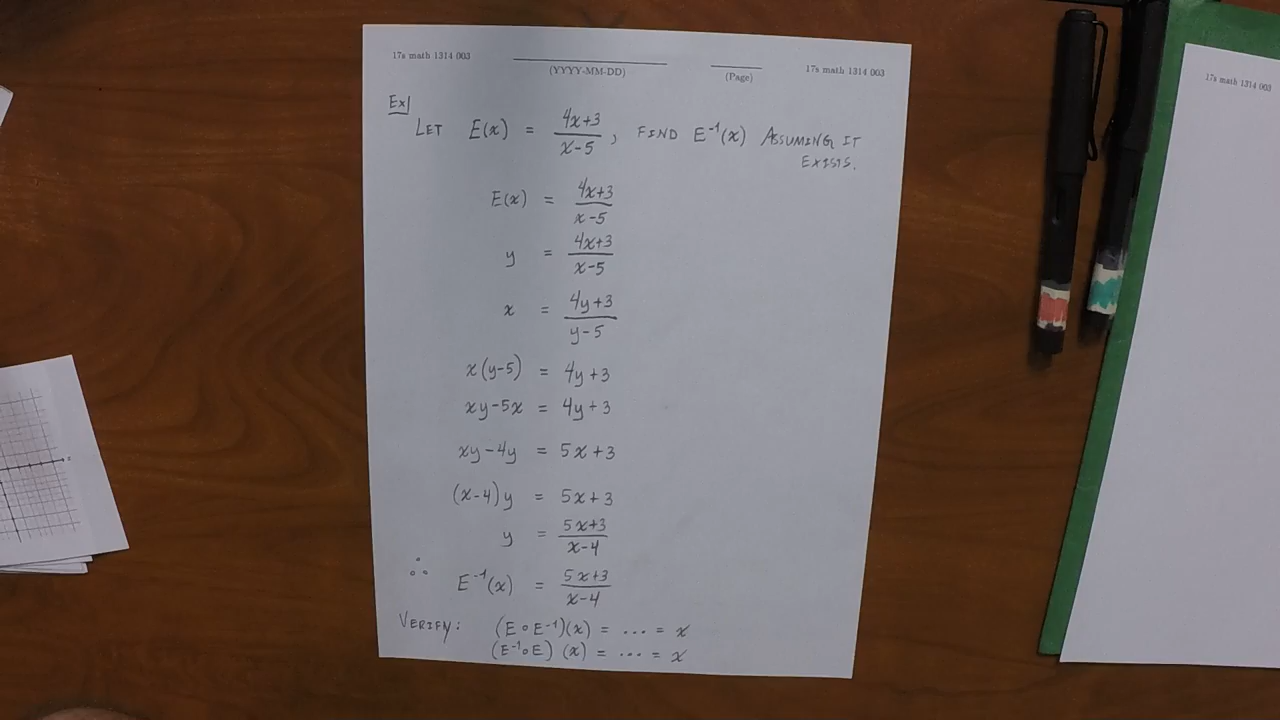 17s math 1314 003 (YYYY-MM-DD) (Page) 17s math 1314 003
Ex|
LET E(x) = (4x+3)/(x-5), FIND E⁻¹(x) ASSUMING IT
EXISTS.
E(x) = (4x+3)/(x-5)
y = (4x+3)/(x-5)
x = (4y+3)/(y-5)
x(y-5) = 4y+3
xy-5x = 4y+3
xy-4y = 5x+3
(x-4)y = 5x+3
y = (5x+3)/(x-4)
∴ E⁻¹(x) = (5x+3)/(x-4)
VERIFY: (E∘E⁻¹)(x) = ... = x
(E⁻¹∘E)(x) = ... = x
17s math 1314 003